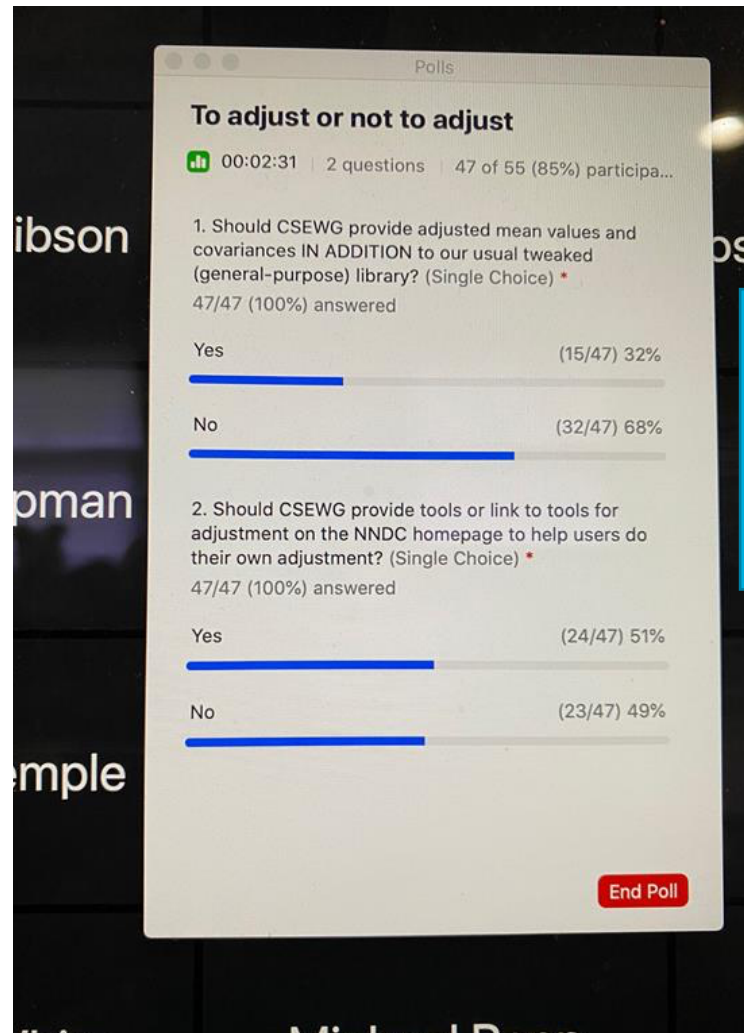 Polls
To adjust or not to adjust
00:02:31 | 2 questions | 47 of 55 (85%) participa...
ibson
1. Should CSEWG provide adjusted mean values and
covariances IN ADDITION to our usual tweaked
(general-purpose) library? (Single Choice) *
47/47 (100%) answered
Yes (15/47) 32%
No (32/47) 68%
pman
2. Should CSEWG provide tools or link to tools for
adjustment on the NNDC homepage to help users do
their own adjustment? (Single Choice) *
47/47 (100%) answered
Yes (24/47) 51%
No (23/47) 49%
emple
End Poll